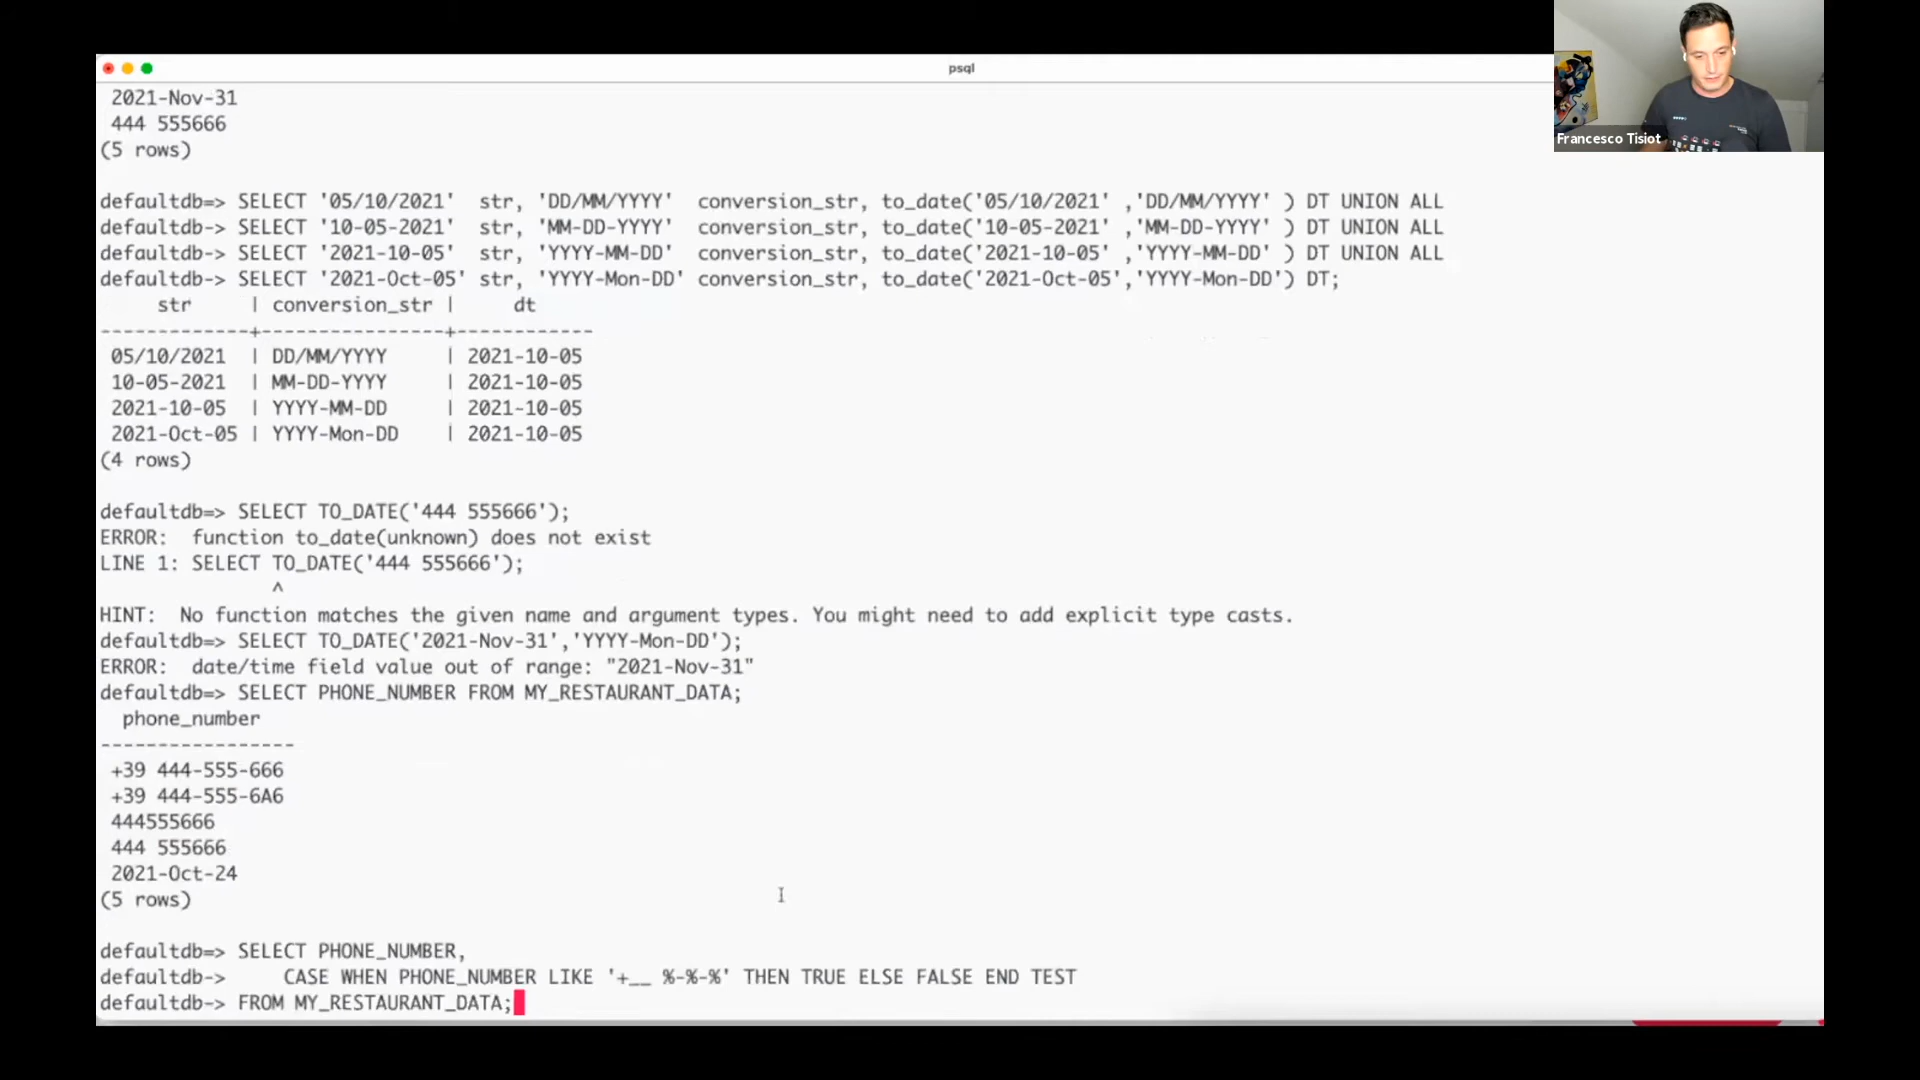 psql
Francesco Tisiot
2021-Nov-31
444 555666
(5 rows)
defaultdb=> SELECT '05/10/2021'  str, 'DD/MM/YYYY'  conversion_str, to_date('05/10/2021' ,'DD/MM/YYYY' ) DT UNION ALL
defaultdb-> SELECT '10-05-2021'  str, 'MM-DD-YYYY'  conversion_str, to_date('10-05-2021' ,'MM-DD-YYYY' ) DT UNION ALL
defaultdb-> SELECT '2021-10-05'  str, 'YYYY-MM-DD'  conversion_str, to_date('2021-10-05' ,'YYYY-MM-DD' ) DT UNION ALL
defaultdb-> SELECT '2021-Oct-05' str, 'YYYY-Mon-DD' conversion_str, to_date('2021-Oct-05','YYYY-Mon-DD') DT;
str | conversion_str | dt
-------------+----------------+------------
05/10/2021 | DD/MM/YYYY | 2021-10-05
10-05-2021 | MM-DD-YYYY | 2021-10-05
2021-10-05 | YYYY-MM-DD | 2021-10-05
2021-Oct-05 | YYYY-Mon-DD | 2021-10-05
(4 rows)
defaultdb=> SELECT TO_DATE('444 555666');
ERROR:  function to_date(unknown) does not exist
LINE 1: SELECT TO_DATE('444 555666');
^
HINT:  No function matches the given name and argument types. You might need to add explicit type casts.
defaultdb=> SELECT TO_DATE('2021-Nov-31','YYYY-Mon-DD');
ERROR:  date/time field value out of range: "2021-Nov-31"
defaultdb=> SELECT PHONE_NUMBER FROM MY_RESTAURANT_DATA;
phone_number
-----------------
+39 444-555-666
+39 444-555-6A6
444555666
444 555666
2021-Oct-24
(5 rows)
defaultdb=> SELECT PHONE_NUMBER,
defaultdb->     CASE WHEN PHONE_NUMBER LIKE '+__ %-%-%' THEN TRUE ELSE FALSE END TEST
defaultdb-> FROM MY_RESTAURANT_DATA;